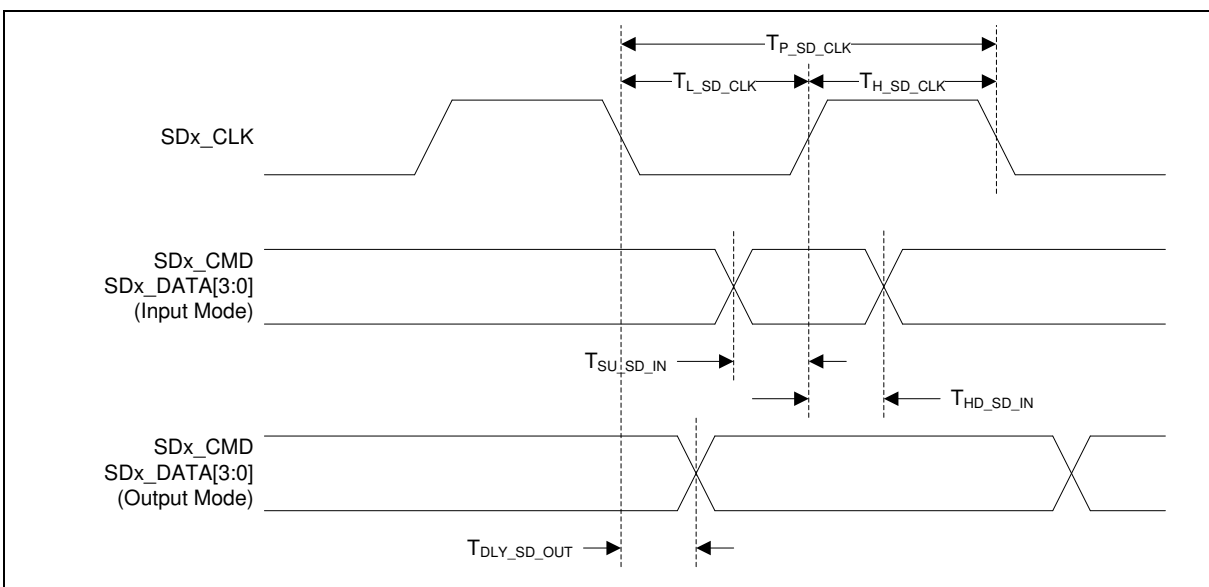 T_P_SD_CLK
T_L_SD_CLK T_H_SD_CLK
SDx_CLK
SDx_CMD
SDx_DATA[3:0]
(Input Mode)
T_SU_SD_IN
T_HD_SD_IN
SDx_CMD
SDx_DATA[3:0]
(Output Mode)
T_DLY_SD_OUT